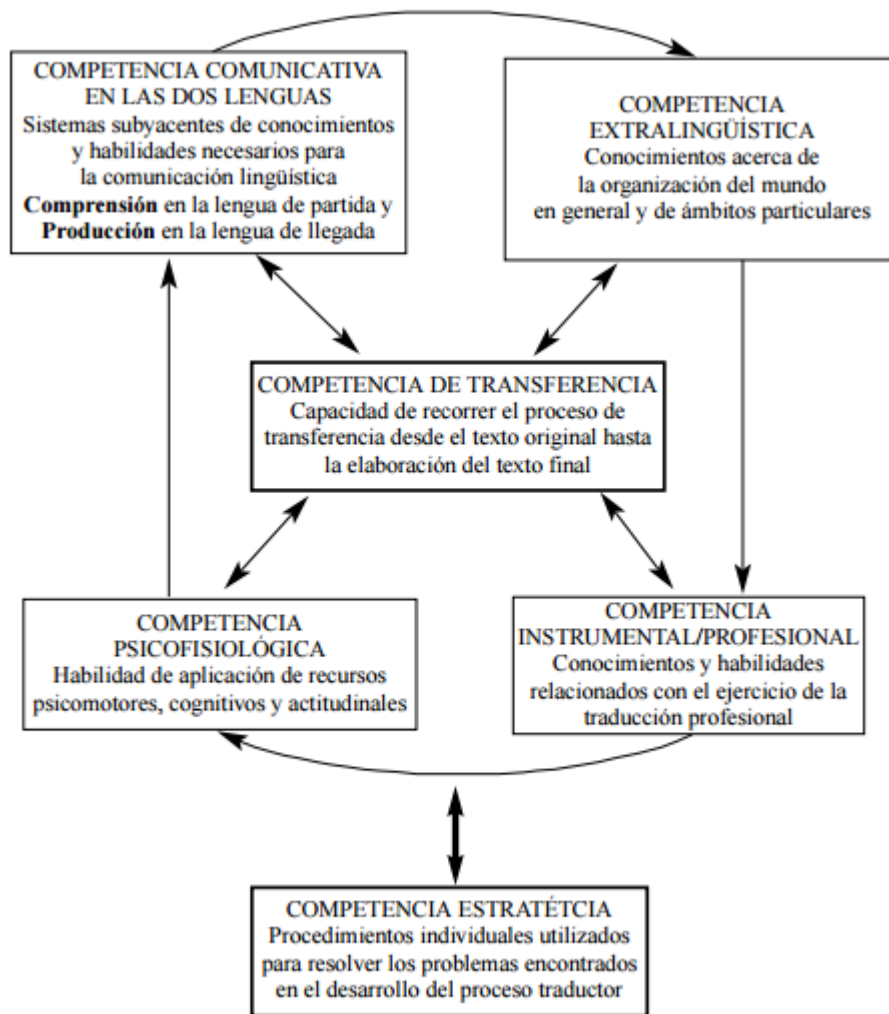 COMPETENCIA COMUNICATIVA
EN LAS DOS LENGUAS
Sistemas subyacentes de conocimientos
y habilidades necesarios para
la comunicación lingüística
Comprensión en la lengua de partida y
Producción en la lengua de llegada
COMPETENCIA
EXTRALINGÜÍSTICA
Conocimientos acerca de
la organización del mundo
en general y de ámbitos particulares
COMPETENCIA DE TRANSFERENCIA
Capacidad de recorrer el proceso de
transferencia desde el texto original hasta
la elaboración del texto final
COMPETENCIA
PSICOFISIOLÓGICA
Habilidad de aplicación de recursos
psicomotores, cognitivos y actitudinales
COMPETENCIA
INSTRUMENTAL/PROFESIONAL
Conocimientos y habilidades
relacionados con el ejercicio de la
traducción profesional
COMPETENCIA ESTRATÉTCIA
Procedimientos individuales utilizados
para resolver los problemas encontrados
en el desarrollo del proceso traductor